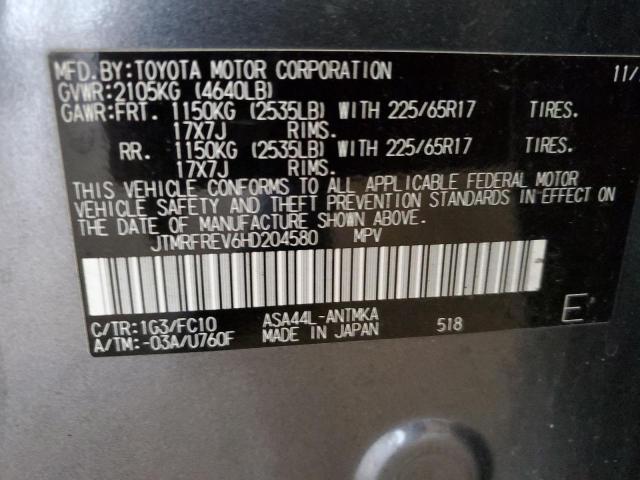 MFD.BY:TOYOTA MOTOR CORPORATION 11/
GVWR:2105KG (4640LB)
GAWR:FRT. 1150KG (2535LB) WITH 225/65R17 TIRES.
17X7J RIMS.
RR. 1150KG (2535LB) WITH 225/65R17 TIRES.
17X7J RIMS.
THIS VEHICLE CONFORMS TO ALL APPLICABLE FEDERAL MOTOR
VEHICLE SAFETY AND THEFT PREVENTION STANDARDS IN EFFECT ON
THE DATE OF MANUFACTURE SHOWN ABOVE.
JTMRFREV6HD204580 MPV
C/TR:1G3/FC10 ASA44L-ANTMKA 518 E
A/TM:-03A/U760F MADE IN JAPAN